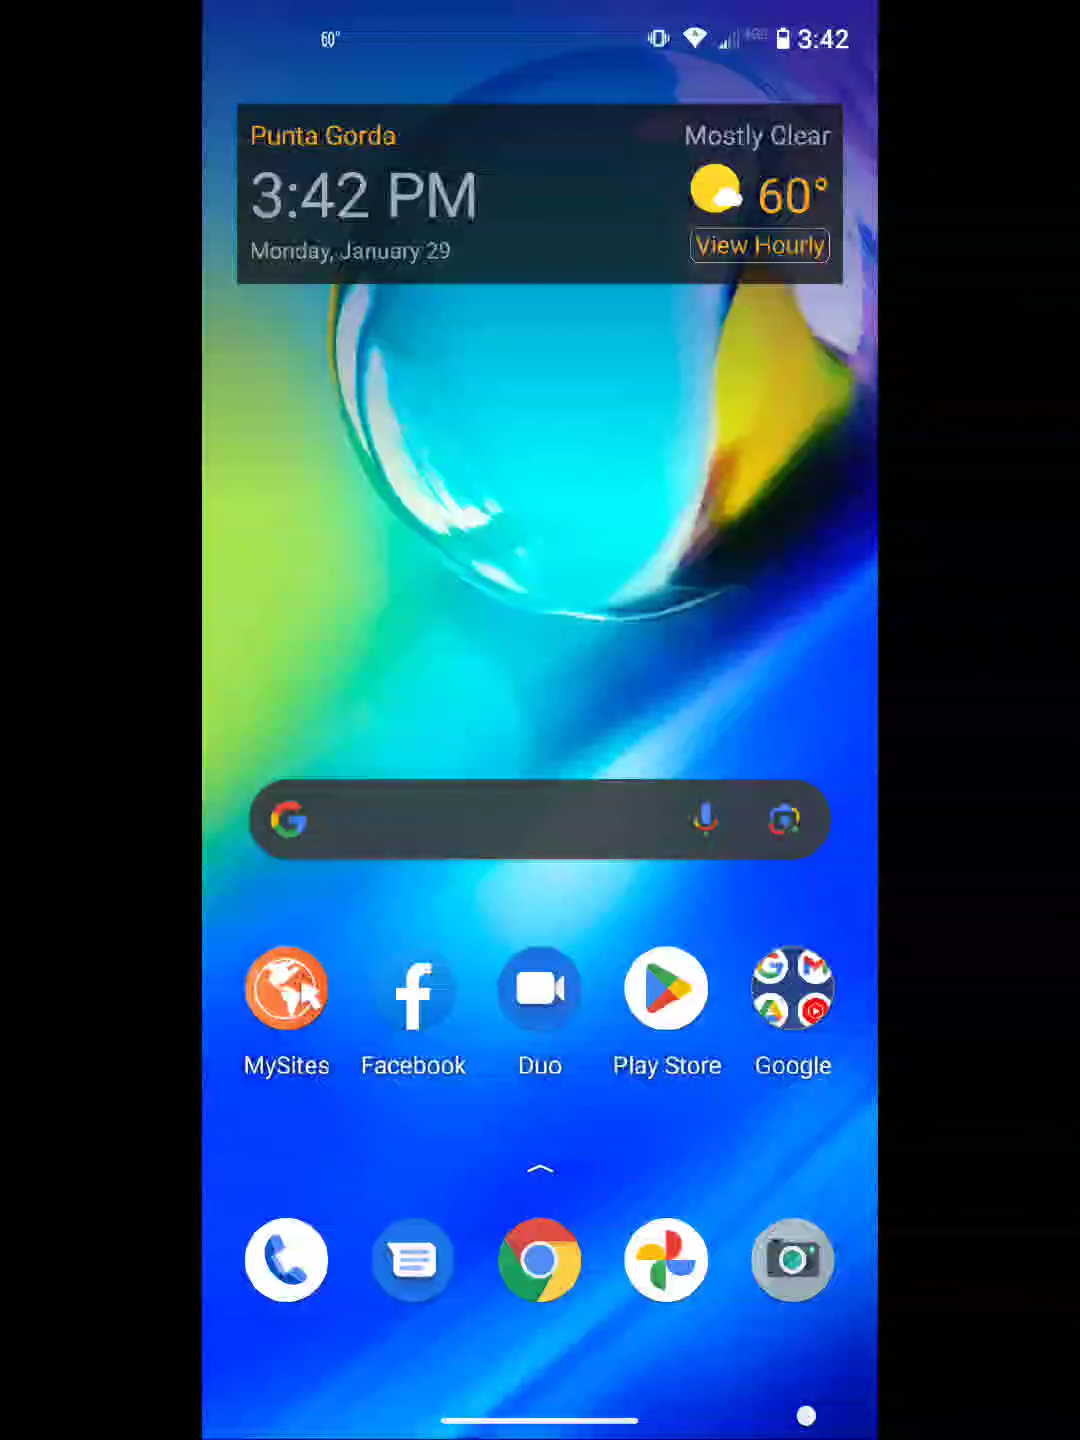 60°
3:42
Punta Gorda
Mostly Clear
3:42 PM
60°
Monday, January 29
View Hourly
MySites
Facebook
Duo
Play Store
Google